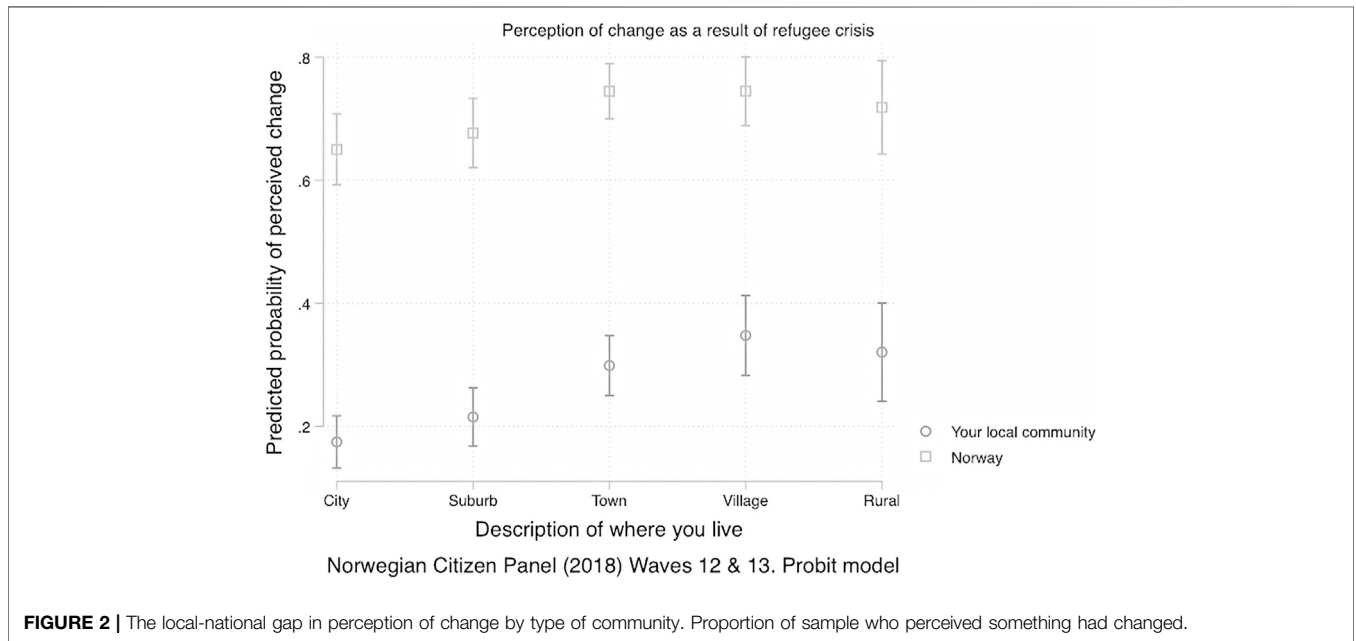 Perception of change as a result of refugee crisis
Predicted probability of perceived change
.8
.6
.4
.2
City Suburb Town Village Rural
Description of where you live
Your local community
Norway
Norwegian Citizen Panel (2018) Waves 12 & 13. Probit model
FIGURE 2 | The local-national gap in perception of change by type of community. Proportion of sample who perceived something had changed.